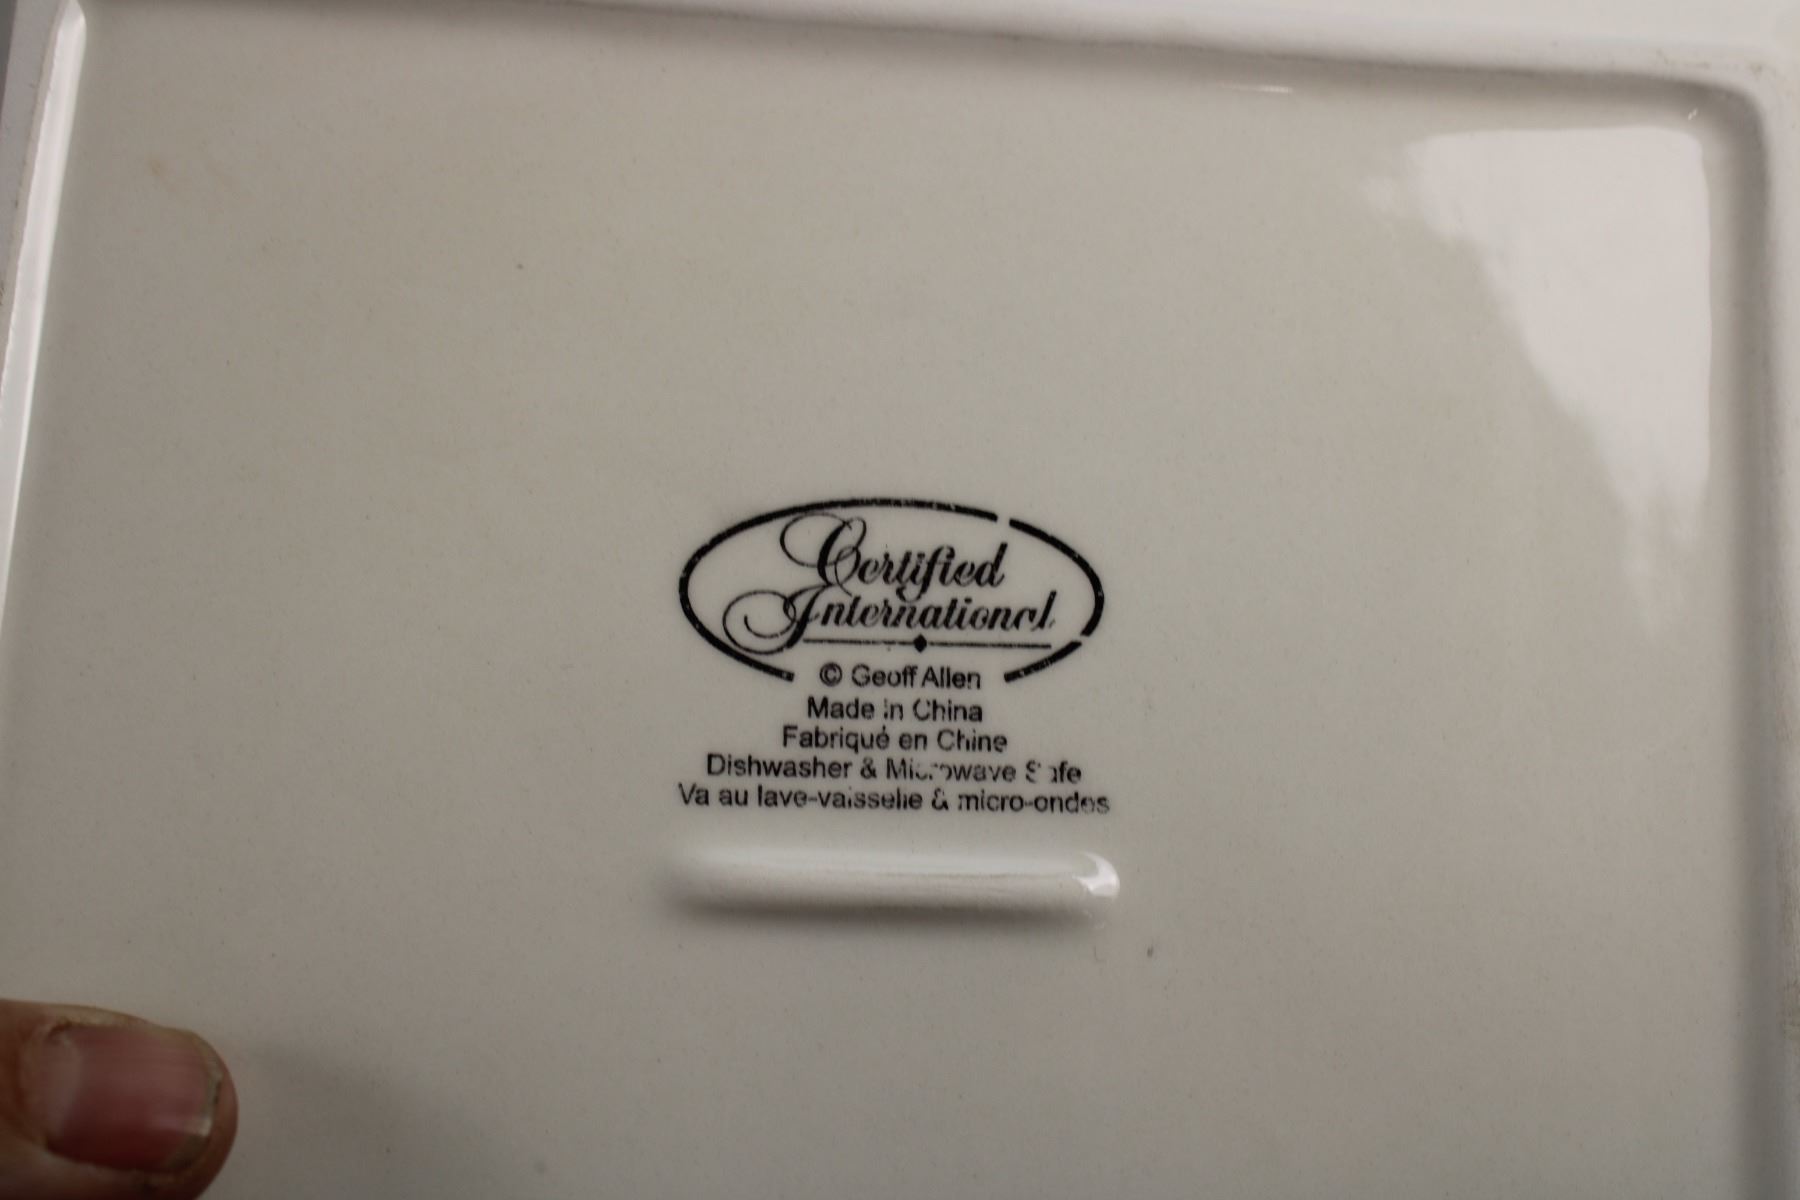 Certified
International
© Geoff Allen
Made in China
Fabriqué en Chine
Dishwasher & Microwave Safe
Va au lave-vaisselle & micro-ondes